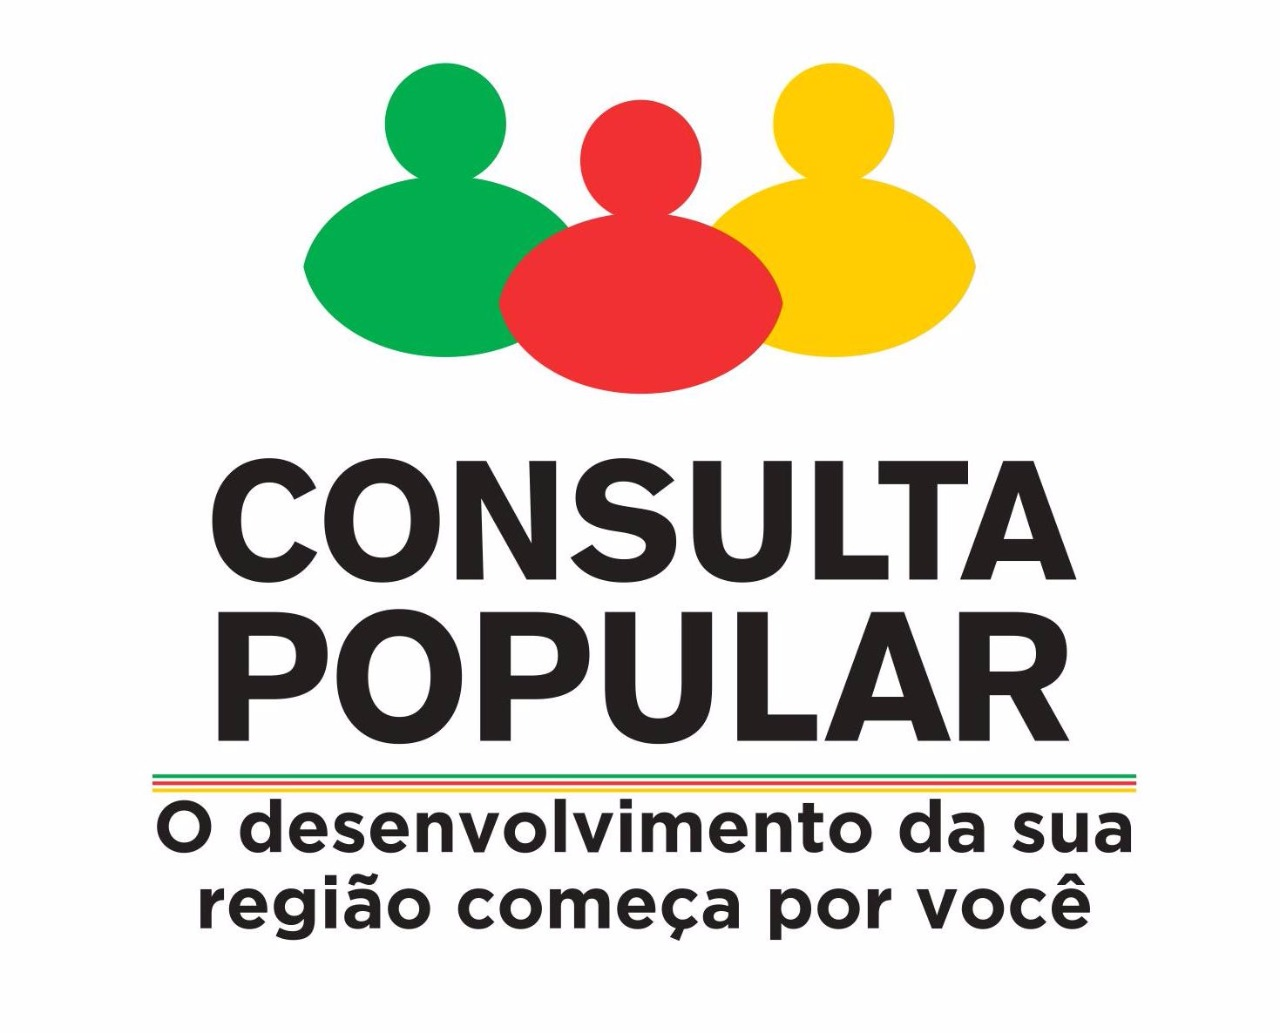 CONSULTA
POPULAR
O desenvolvimento da sua
região começa por você